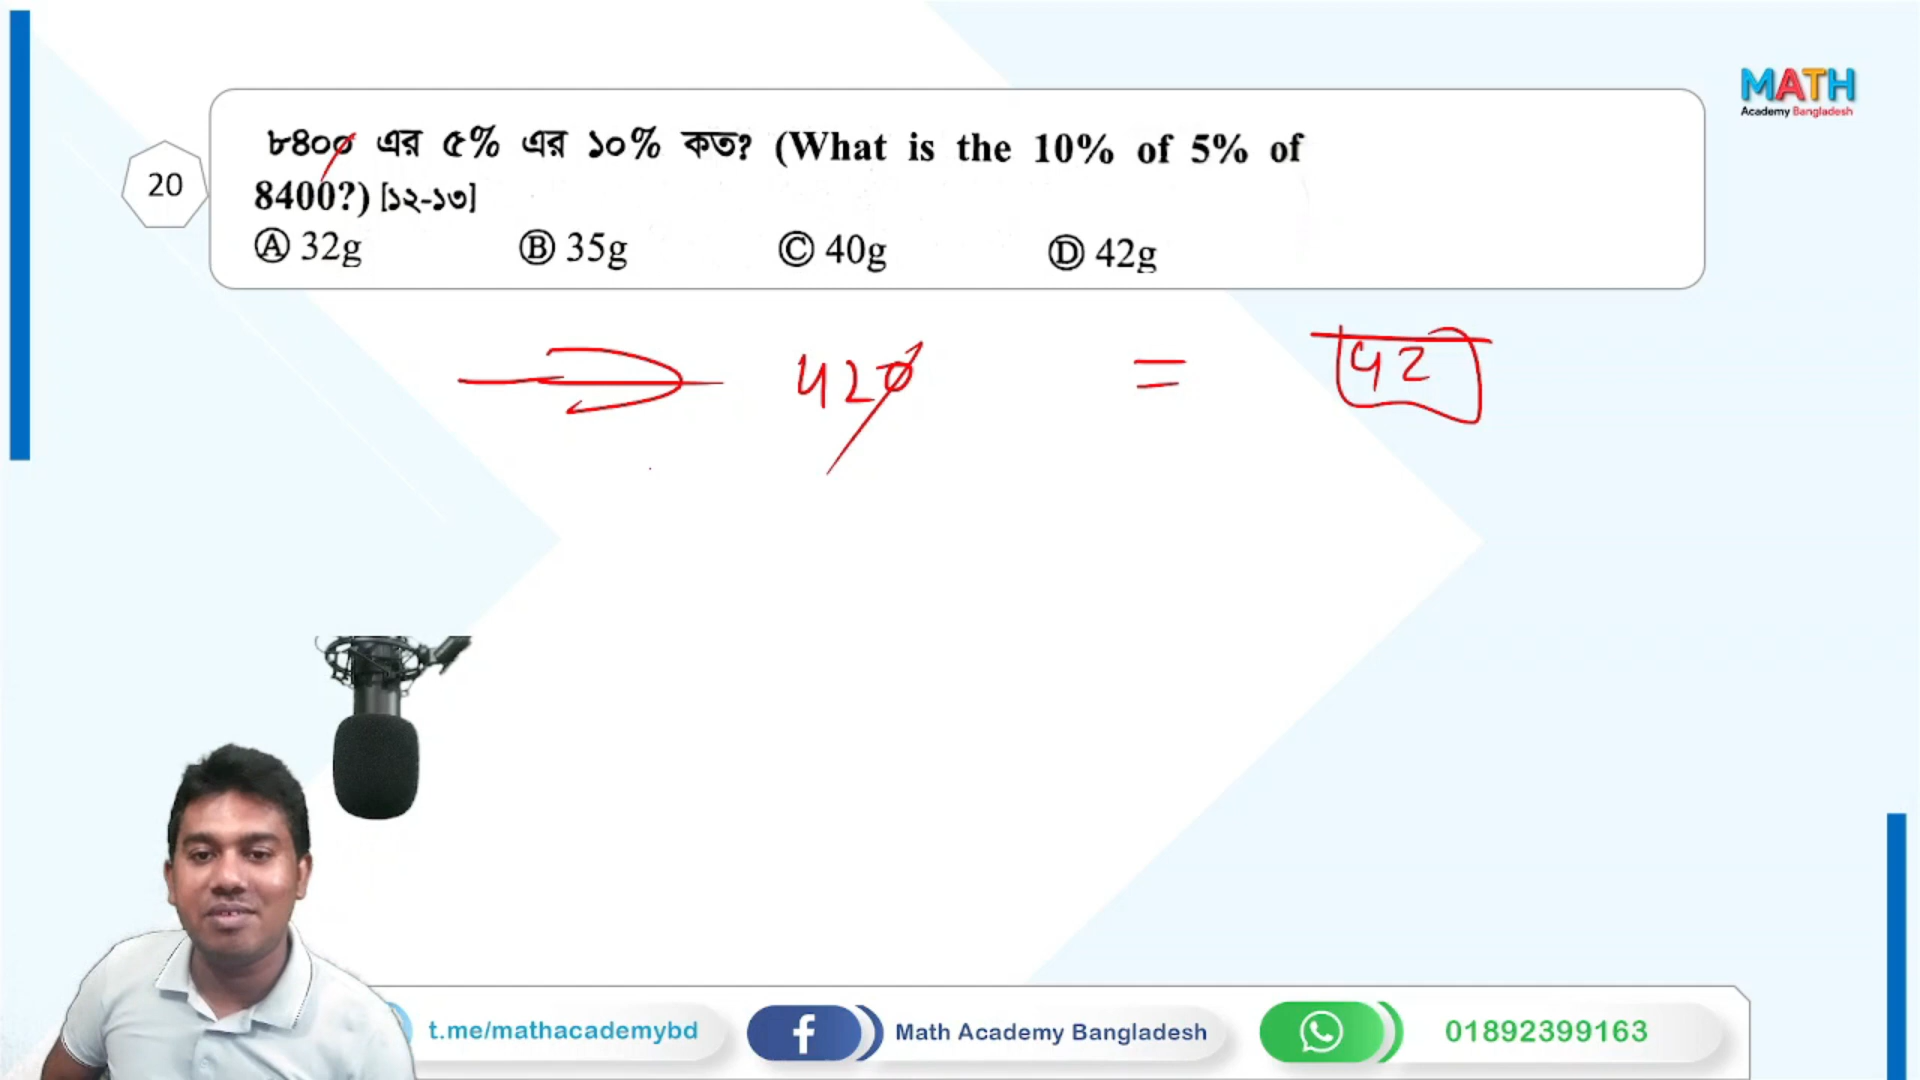 MATH
Academy Bangladesh
20
৮৪০০ এর ৫% এর ১০% কত? (What is the 10% of 5% of
8400?) [১২-১৩]
Ⓐ 32g Ⓑ 35g Ⓒ 40g Ⓓ 42g
420 = 42
t.me/mathacademybd
f Math Academy Bangladesh
01892399163